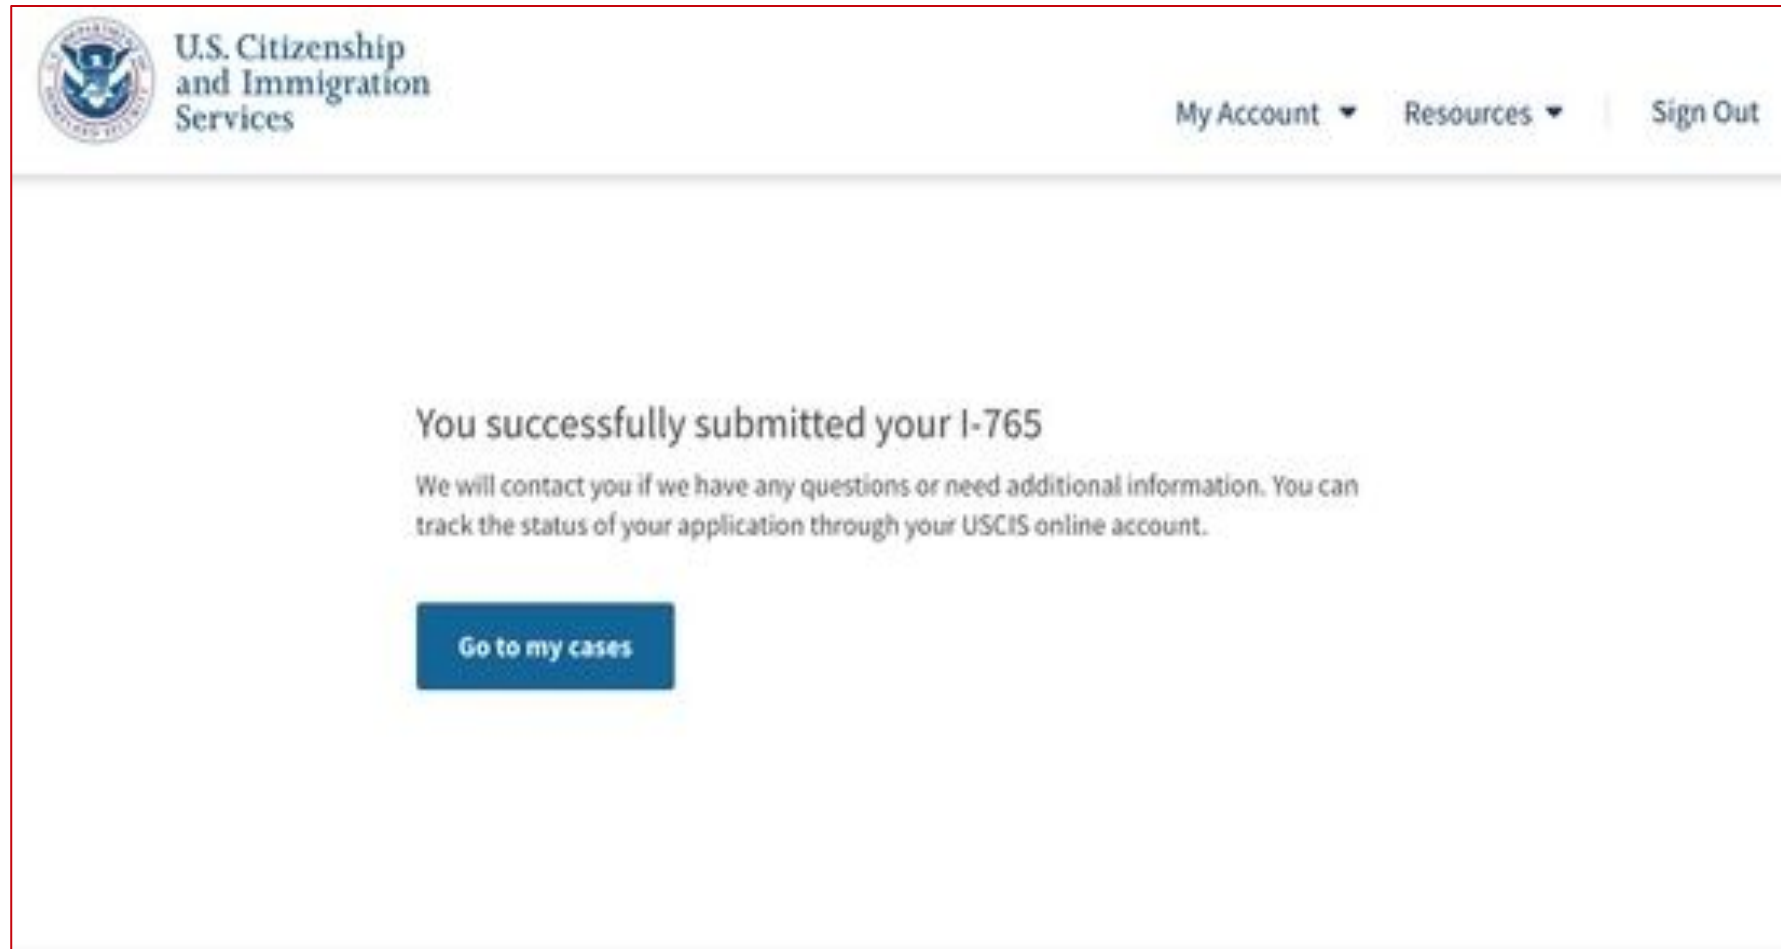 U.S. Citizenship
and Immigration
Services
My Account Resources Sign Out
You successfully submitted your I-765
We will contact you if we have any questions or need additional information. You can
track the status of your application through your USCIS online account.
Go to my cases